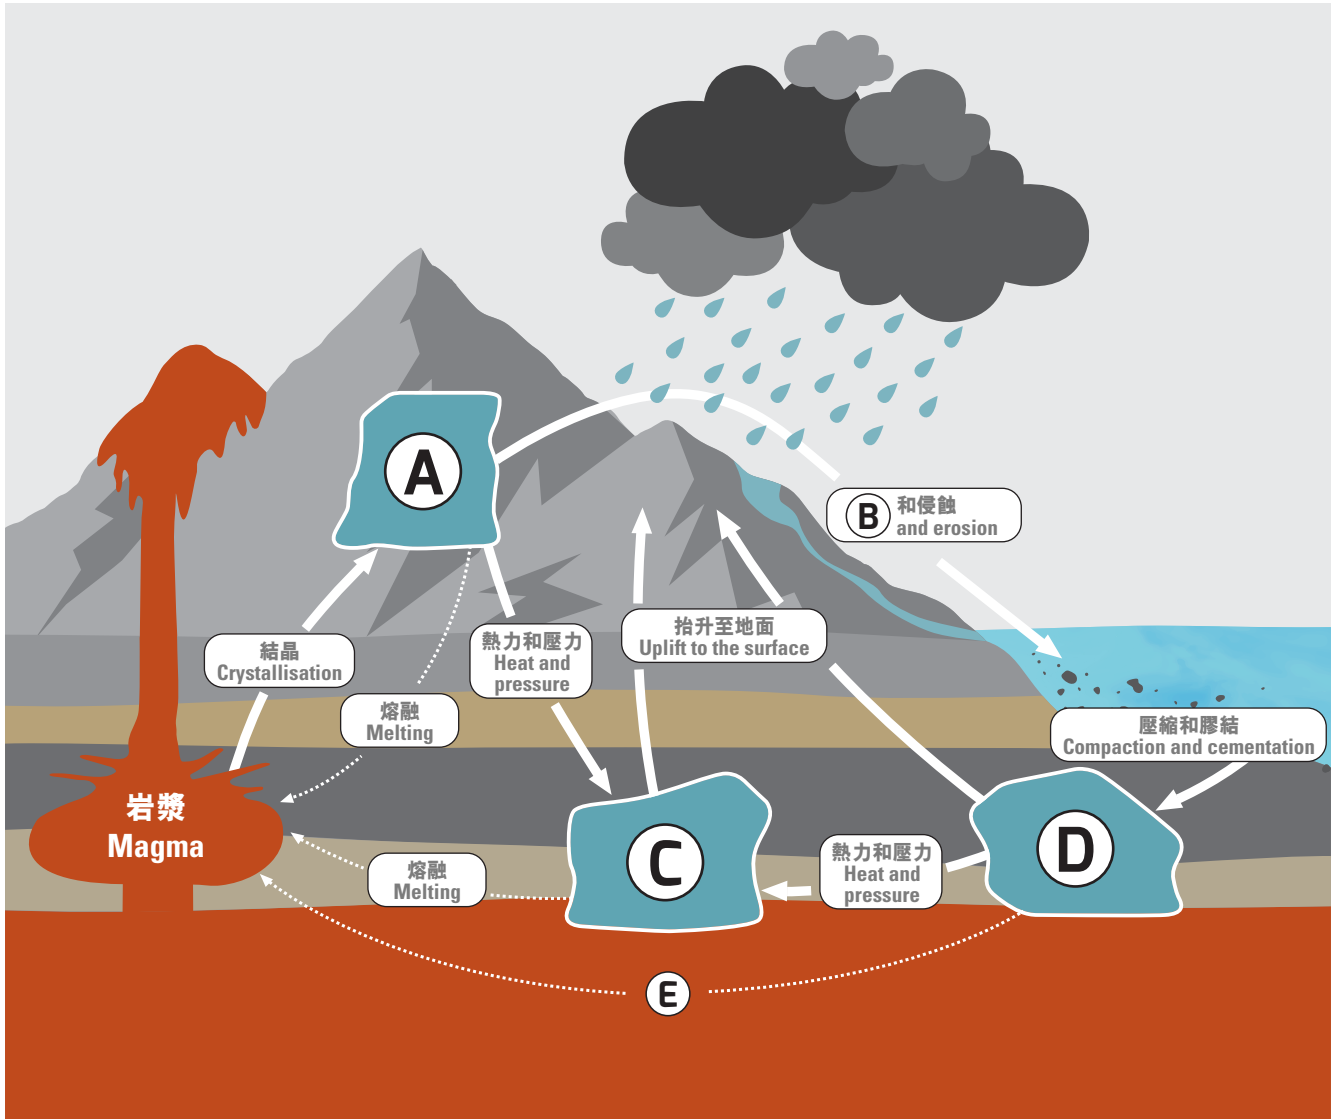 A
B
和侵蝕
and erosion
抬升至地面
Uplift to the surface
熱力和壓力
Heat and
pressure
結晶
Crystallisation
熔融
Melting
壓縮和膠結
Compaction and cementation
岩漿
Magma
C
D
熱力和壓力
Heat and
pressure
熔融
Melting
E